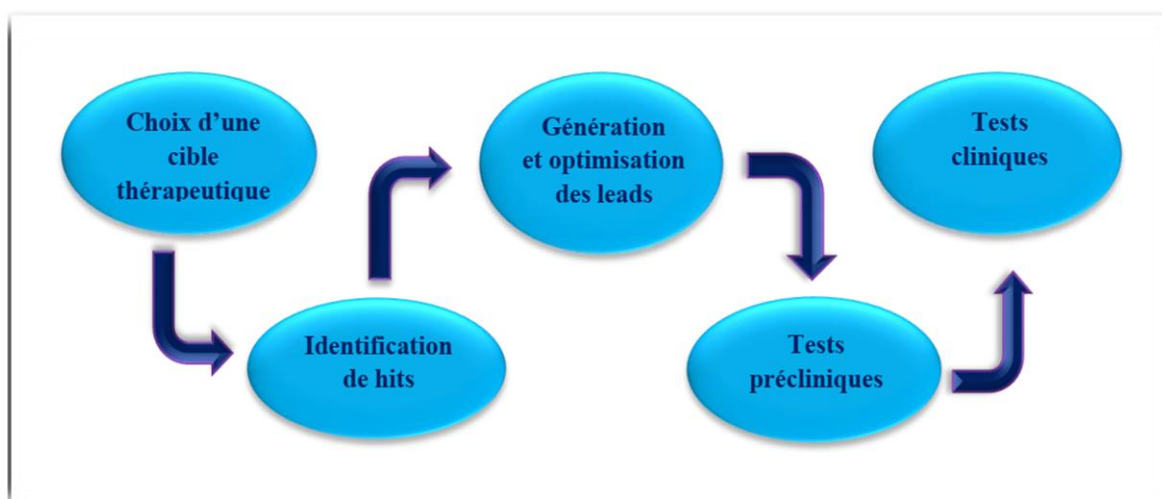 Choix d’une
cible
thérapeutique
Identification
de hits
Génération
et optimisation
des leads
Tests
précliniques
Tests
cliniques